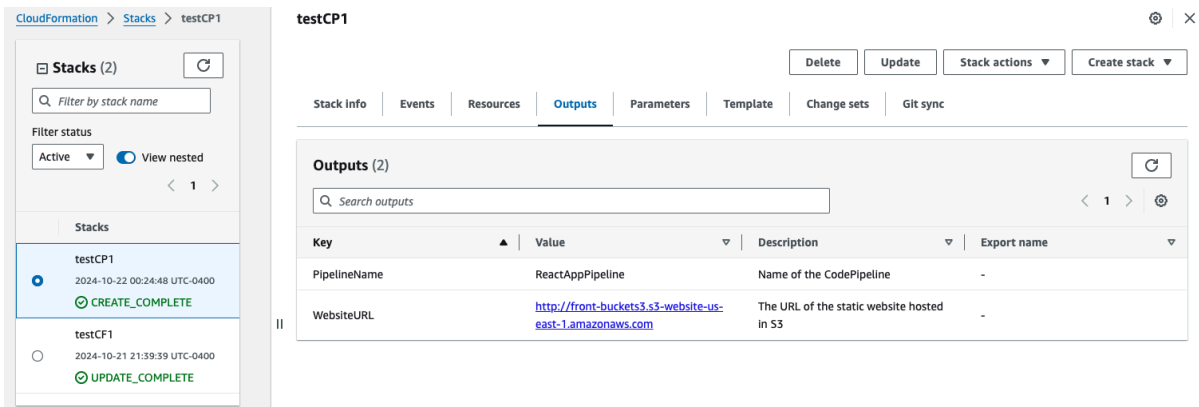 CloudFormation > Stacks > testCP1
Stacks (2)
Filter by stack name
Filter status
Active
View nested
< 1 >
Stacks
testCP1
2024-10-22 00:24:48 UTC-0400
CREATE_COMPLETE
testCF1
2024-10-21 21:39:39 UTC-0400
UPDATE_COMPLETE
testCP1
Delete Update Stack actions Create stack
Stack info Events Resources Outputs Parameters Template Change sets Git sync
Outputs (2)
Search outputs
< 1 >
Key Value Description Export name
PipelineName ReactAppPipeline Name of the CodePipeline -
WebsiteURL http://front-buckets3.s3-website-us- The URL of the static website hosted -
east-1.amazonaws.com in S3